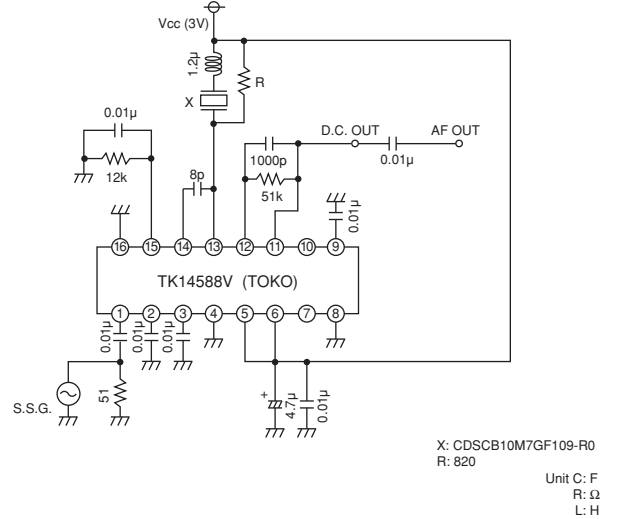 Vcc (3V)
1.2μ
R
X
0.01μ
12k
8p
1000p
51k
D.C. OUT
0.01μ
AF OUT
0.01μ
16 15 14 13 12 11 10 9
TK14588V (TOKO)
1 2 3 4 5 6 7 8
0.01μ
0.01μ
0.01μ
S.S.G.
51
+
4.7μ
0.01μ
X: CDSCB10M7GF109-R0
R: 820
Unit C: F
R: Ω
L: H